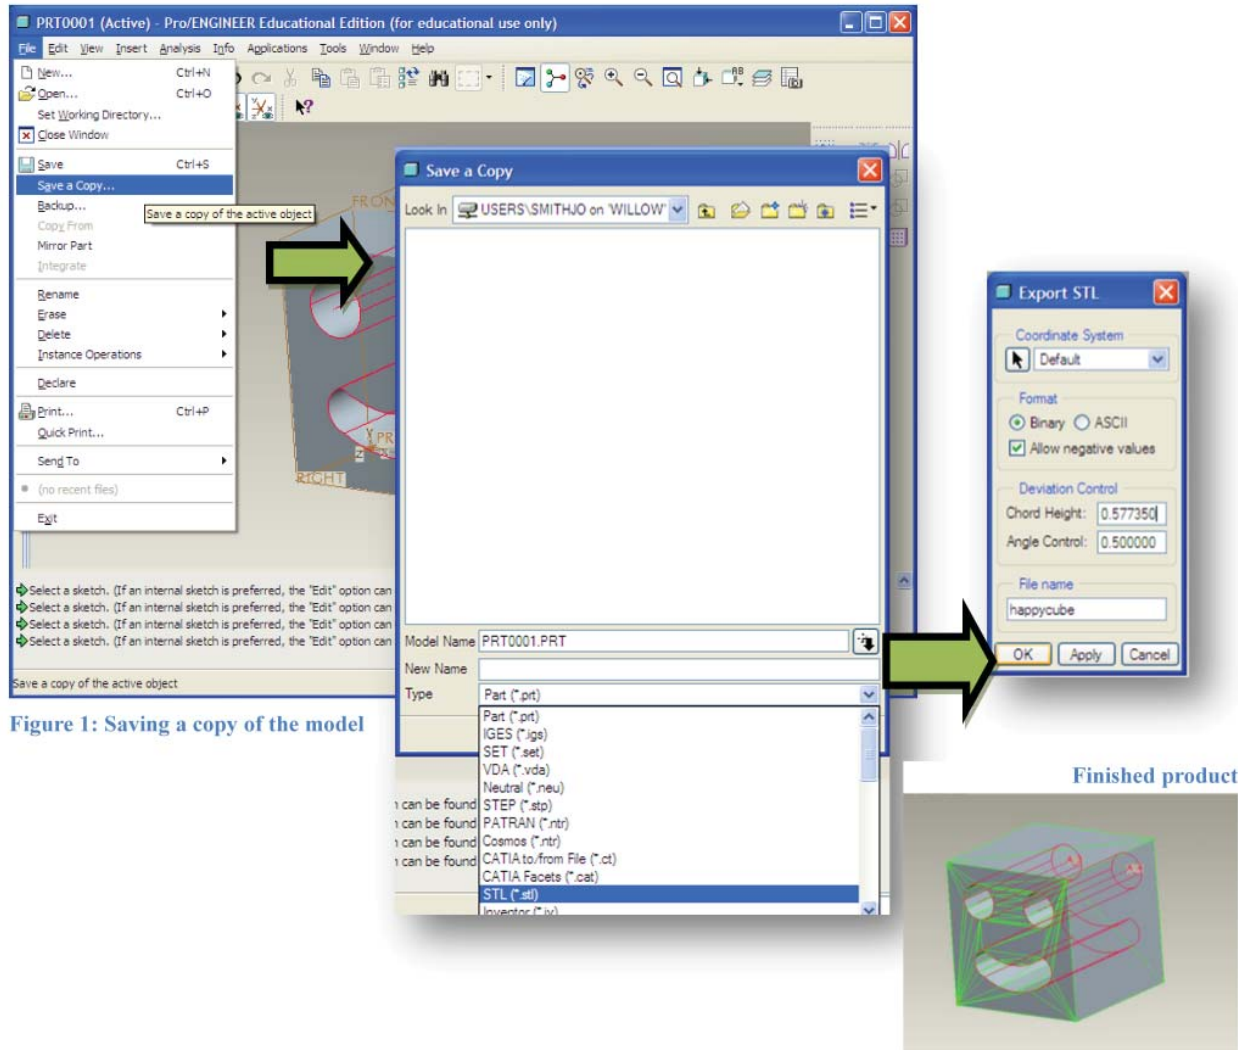 PRT0001 (Active) - Pro/ENGINEER Educational Edition (for educational use only)
File Edit View Insert Analysis Info Applications Tools Window Help
New... Ctrl+N
Open... Ctrl+O
Set Working Directory...
Close Window
Save Ctrl+S
Save a Copy...
Save a copy of the active object
Backup...
Copy From
Mirror Part
Integrate
Rename
Erase
Delete
Instance Operations
Declare
Print... Ctrl+P
Quick Print...
Send To
(no recent files)
Exit
FRON
PR
Z
RIGHT
Select a sketch. (If an internal sketch is preferred, the "Edit" option can
Select a sketch. (If an internal sketch is preferred, the "Edit" option can
Select a sketch. (If an internal sketch is preferred, the "Edit" option can
Select a sketch. (If an internal sketch is preferred, the "Edit" option can
Save a copy of the active object
Figure 1: Saving a copy of the model
Save a Copy
Look In USERS\SMITHJO on 'WILLOW'
Model Name PRT0001.PRT
New Name
Type Part (*.prt)
Part (*.prt)
IGES (*.igs)
SET (*.set)
VDA (*.vda)
Neutral (*.neu)
STEP (*.stp)
PATRAN (*.ntr)
Cosmos (*.ntr)
CATIA to/from File (*.ct)
CATIA Facets (*.cat)
STL (*.stl)
Inventor (*.iv)
n can be found
n can be found
n can be found
n can be found
Export STL
Coordinate System
Default
Format
Binary ASCII
Allow negative values
Deviation Control
Chord Height: 0.577350
Angle Control: 0.500000
File name
happycube
OK Apply Cancel
Finished product